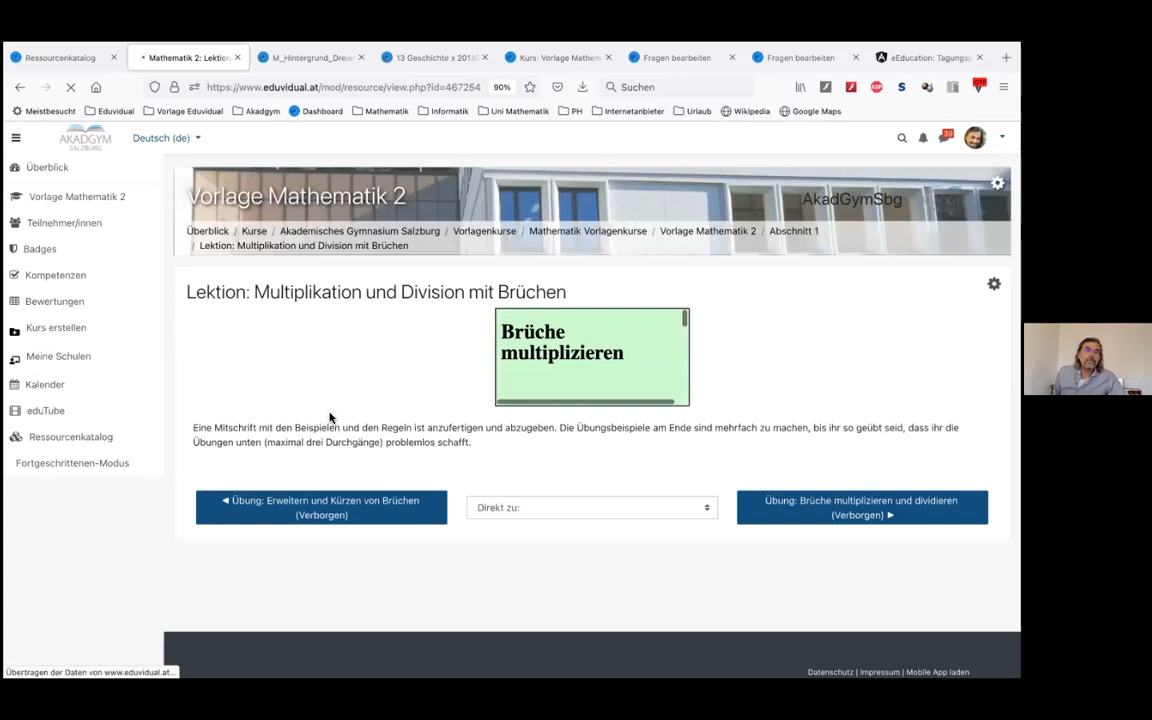 Ressourcenkatalog
Mathematik 2: Lektion
M_Hintergrund_Dreie
13 Geschichte x 2013
Kurs: Vorlage Mathem
Fragen bearbeiten
Fragen bearbeiten
eEducation: Tagungs
https://www.eduvidual.at/mod/resource/view.php?id=467254
90%
Suchen
Meistbesucht
Eduvidual
Vorlage Eduvidual
Akadgym
Dashboard
Mathematik
Informatik
Uni Mathematik
PH
Internetanbieter
Urlaub
Wikipedia
Google Maps
AKADGYM
SALZBURG
Deutsch (de)
39
Überblick
Vorlage Mathematik 2
Teilnehmer/innen
Badges
Kompetenzen
Bewertungen
Kurs erstellen
Meine Schulen
Kalender
eduTube
Ressourcenkatalog
Fortgeschrittenen-Modus
Vorlage Mathematik 2
AkadGymSbg
Überblick / Kurse / Akademisches Gymnasium Salzburg / Vorlagenkurse / Mathematik Vorlagenkurse / Vorlage Mathematik 2 / Abschnitt 1
/ Lektion: Multiplikation und Division mit Brüchen
Lektion: Multiplikation und Division mit Brüchen
Brüche
multiplizieren
Eine Mitschrift mit den Beispielen und den Regeln ist anzufertigen und abzugeben. Die Übungsbeispiele am Ende sind mehrfach zu machen, bis ihr so geübt seid, dass ihr die
Übungen unten (maximal drei Durchgänge) problemlos schafft.
◄ Übung: Erweitern und Kürzen von Brüchen
(Verborgen)
Direkt zu:
Übung: Brüche multiplizieren und dividieren
(Verborgen) ►
Übertragen der Daten von www.eduvidual.at...
Datenschutz | Impressum | Mobile App laden